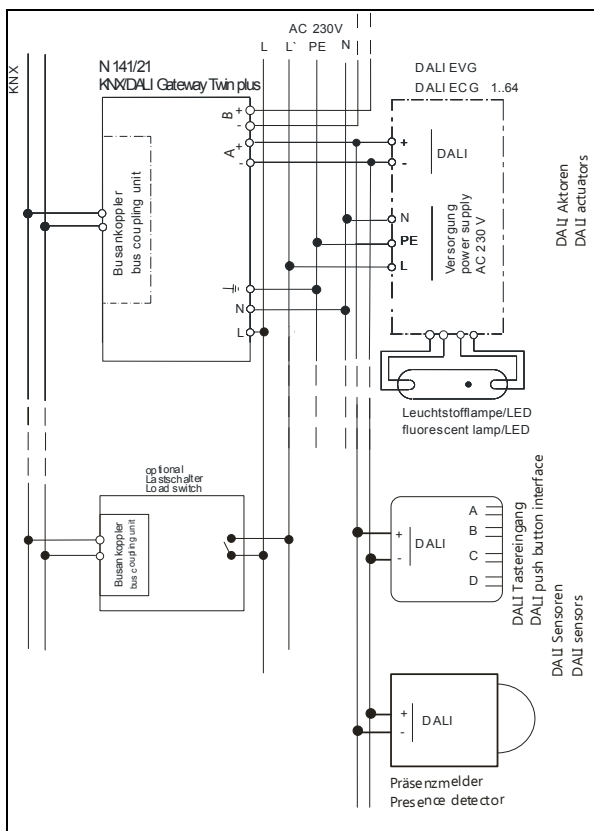 AC 230V
L L` PE N
KNX
N 141/21
KNX/DALI Gateway Twin plus
B
+
-
A
+
-
Busankoppler
bus coupling unit
N
L
DALI EVG
DALI ECG 1..64
+
-
DALI
N
PE
L
Versorgung
power supply
AC 230 V
DALI Aktoren
DALI actuators
Leuchtstofflampe/LED
fluorescent lamp/LED
optional
Lastschalter
Load switch
Busankoppler
bus coupling unit
+
-
DALI
A
B
C
D
DALI Tastereingang
DALI push button interface
DALI Sensoren
DALI sensors
+
-
DALI
Präsenzmelder
Presence detector